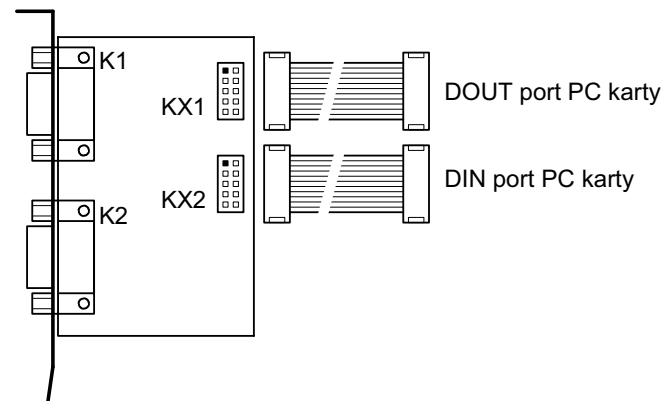 K1
KX1
DOUT port PC karty
KX2
DIN port PC karty
K2